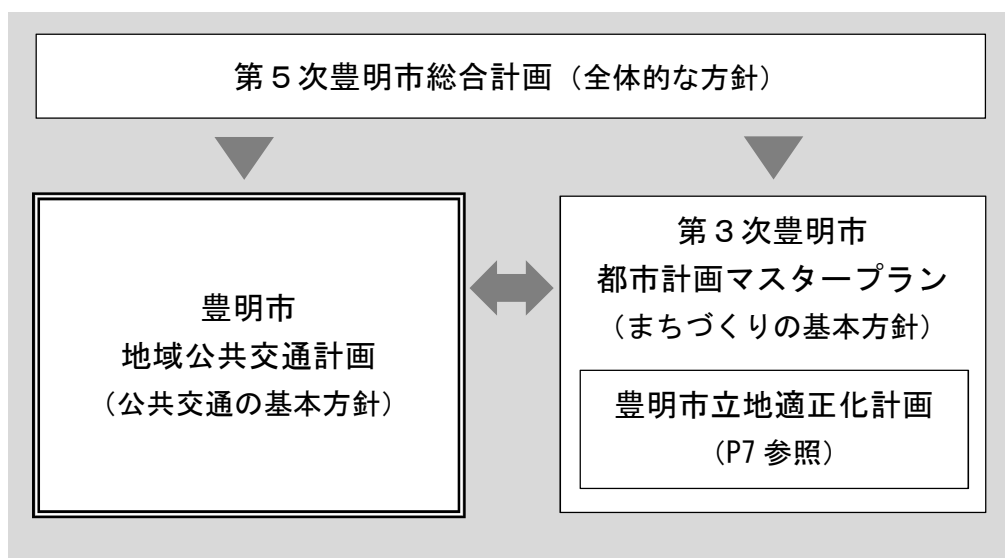 第５次豊明市総合計画（全体的な方針）
豊明市
地域公共交通計画
（公共交通の基本方針）
第３次豊明市
都市計画マスタープラン
（まちづくりの基本方針）
豊明市立地適正化計画
（P7 参照）